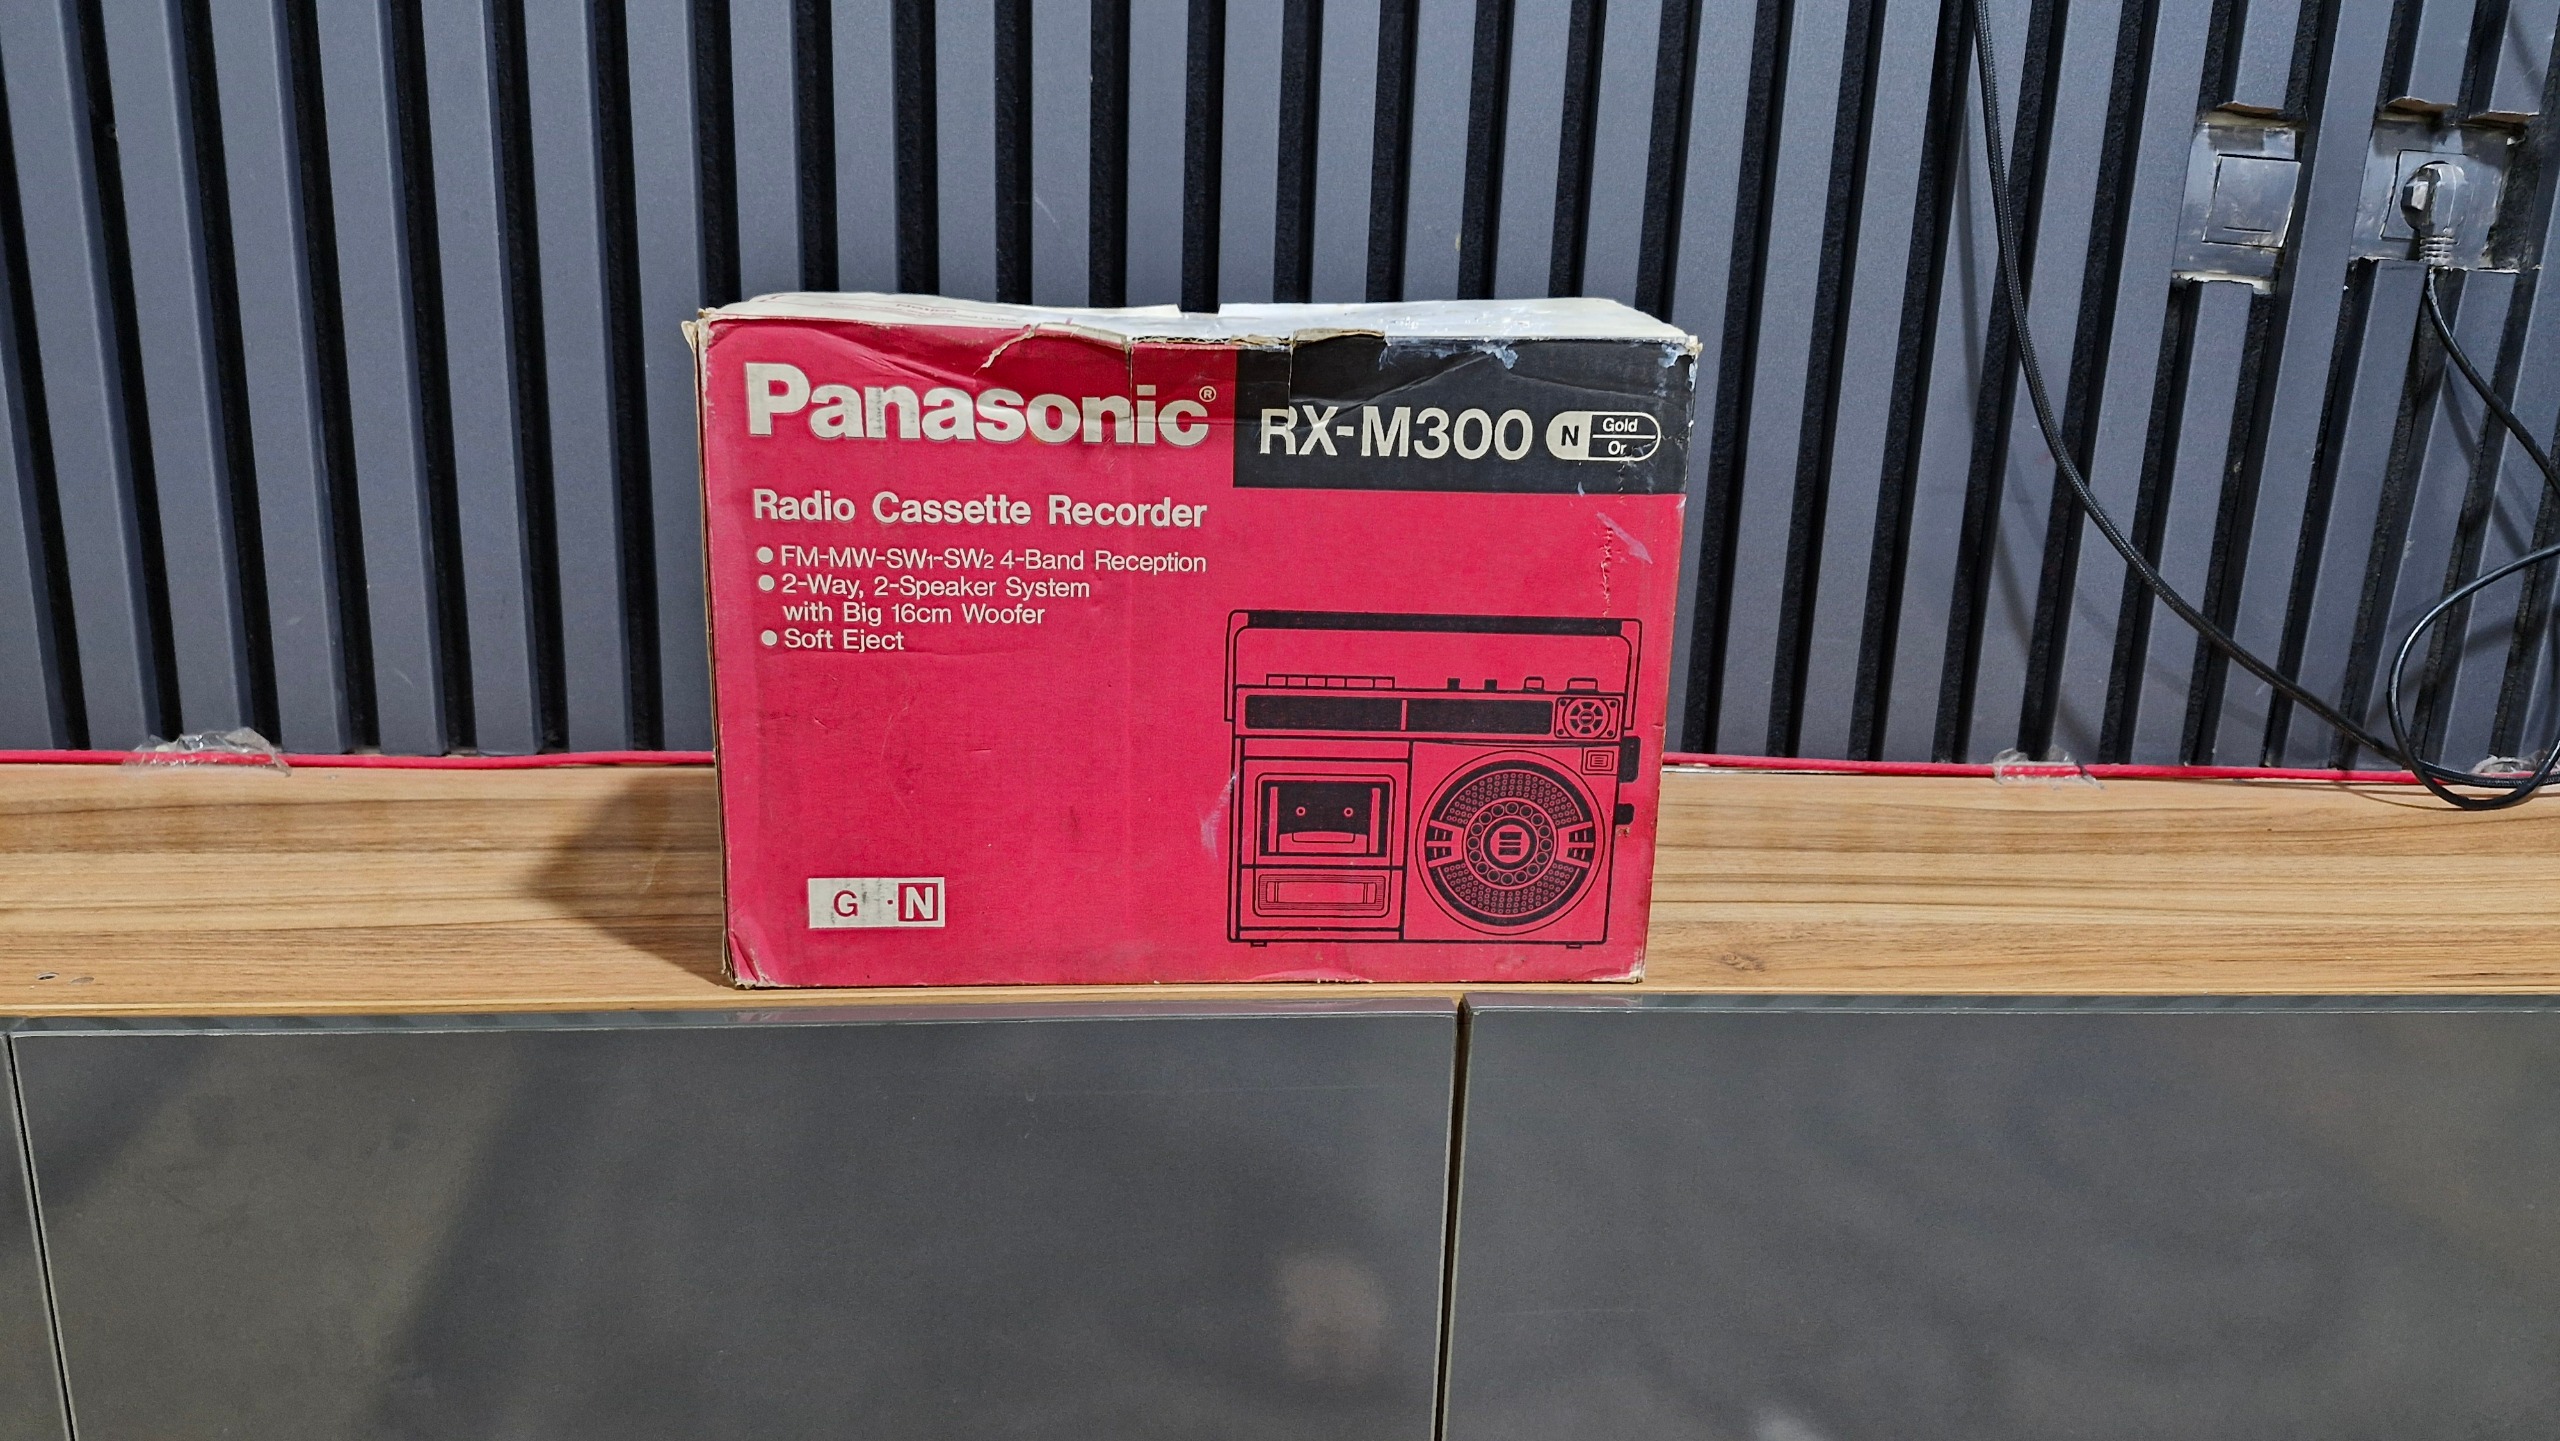 Panasonic®
RX-M300 N Gold
Or
Radio Cassette Recorder
● FM-MW-SW1-SW2 4-Band Reception
● 2-Way, 2-Speaker System
with Big 16cm Woofer
● Soft Eject
G · N